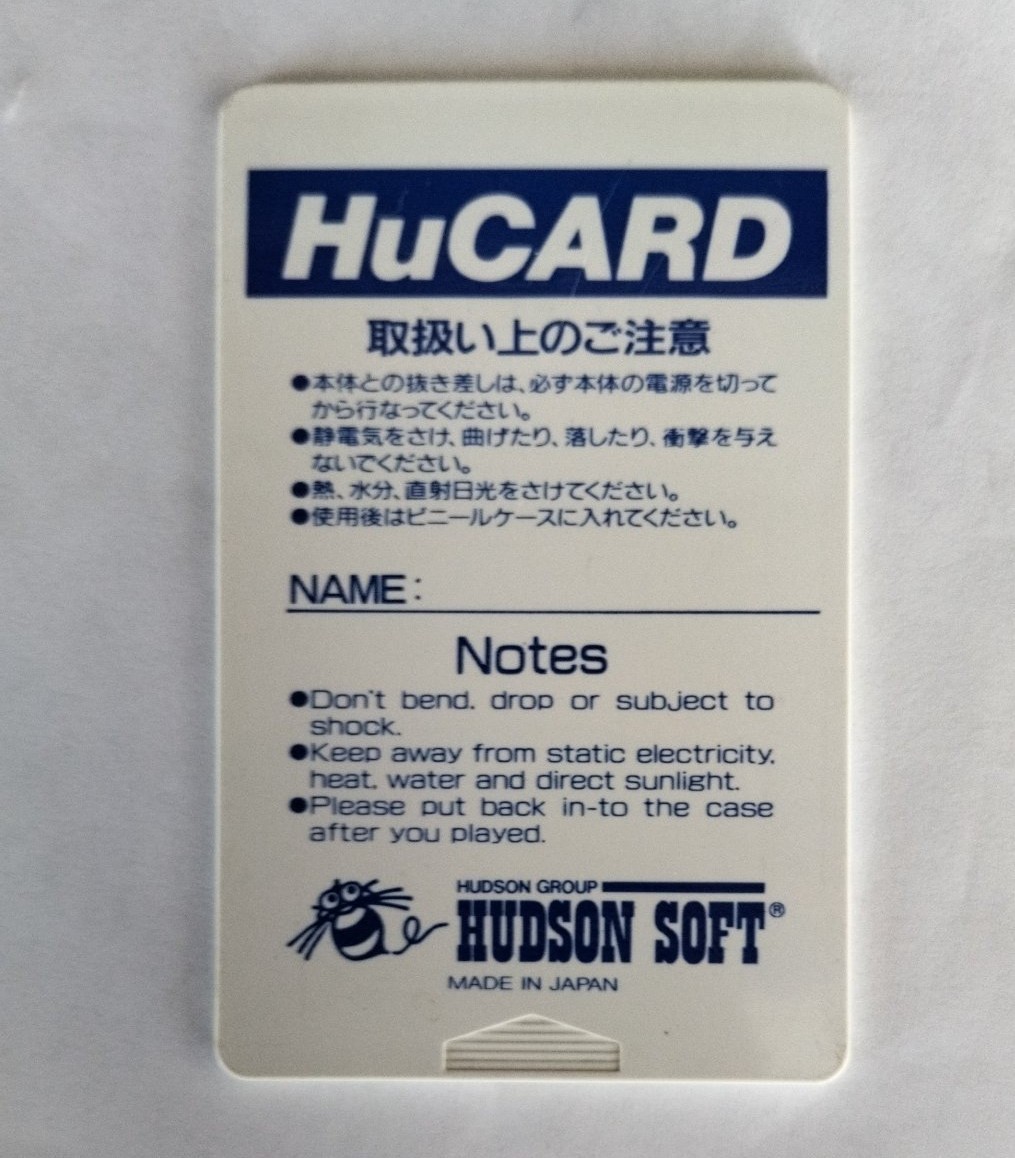 HuCARD
取扱い上のご注意
●本体との抜き差しは、必ず本体の電源を切って
から行なってください。
●静電気をさけ、曲げたり、落したり、衝撃を与え
ないでください。
●熱、水分、直射日光をさけてください。
●使用後はビニールケースに入れてください。
NAME:
Notes
●Don't bend. drop or subject to
shock.
●Keep away from static electricity.
heat. water and direct sunlight.
●Please put back in-to the case
after you played.
HUDSON GROUP
HUDSON SOFT®
MADE IN JAPAN